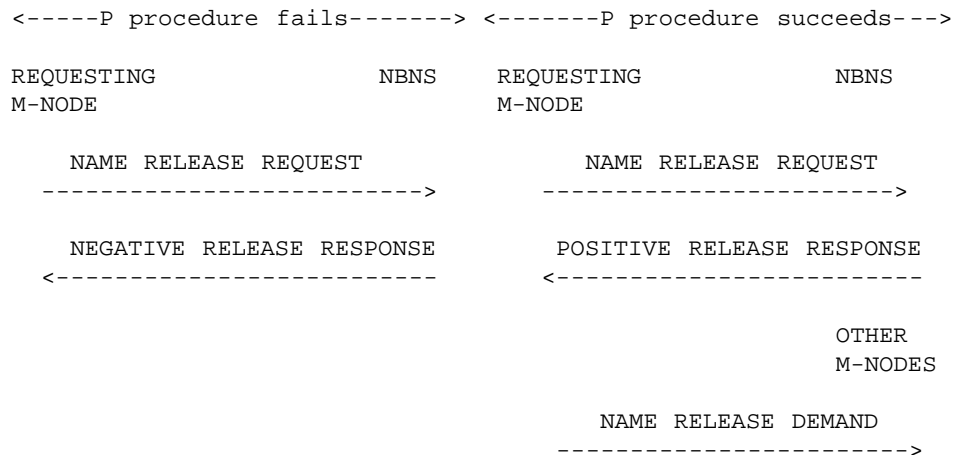 <-----P procedure fails-------> <-------P procedure succeeds--->
REQUESTING                 NBNS    REQUESTING             NBNS
M-NODE                             M-NODE
NAME RELEASE REQUEST               NAME RELEASE REQUEST
-------------------------->       ------------------------>
NEGATIVE RELEASE RESPONSE        POSITIVE RELEASE RESPONSE
<--------------------------       <-------------------------
OTHER
M-NODES
NAME RELEASE DEMAND
------------------------>